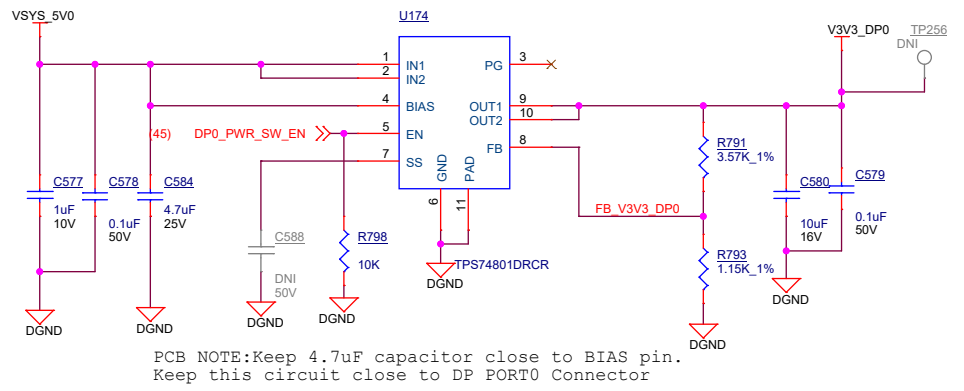 VSYS_5V0
U174
V3V3_DP0
TP256
DNI
1 IN1
2 IN2
PG 3
4 BIAS
OUT1 9
OUT2 10
(45) DP0_PWR_SW_EN
5 EN
FB 8
7 SS
GND
PAD
6
11
R791
3.57K_1%
C577
1uF
10V
C578
0.1uF
50V
C584
4.7uF
25V
C580
10uF
16V
C579
0.1uF
50V
FB_V3V3_DP0
C588
DNI
50V
R798
10K
TPS74801DRCR
R793
1.15K_1%
DGND
DGND
DGND
DGND
DGND
DGND
DGND
PCB NOTE:Keep 4.7uF capacitor close to BIAS pin.
Keep this circuit close to DP PORT0 Connector